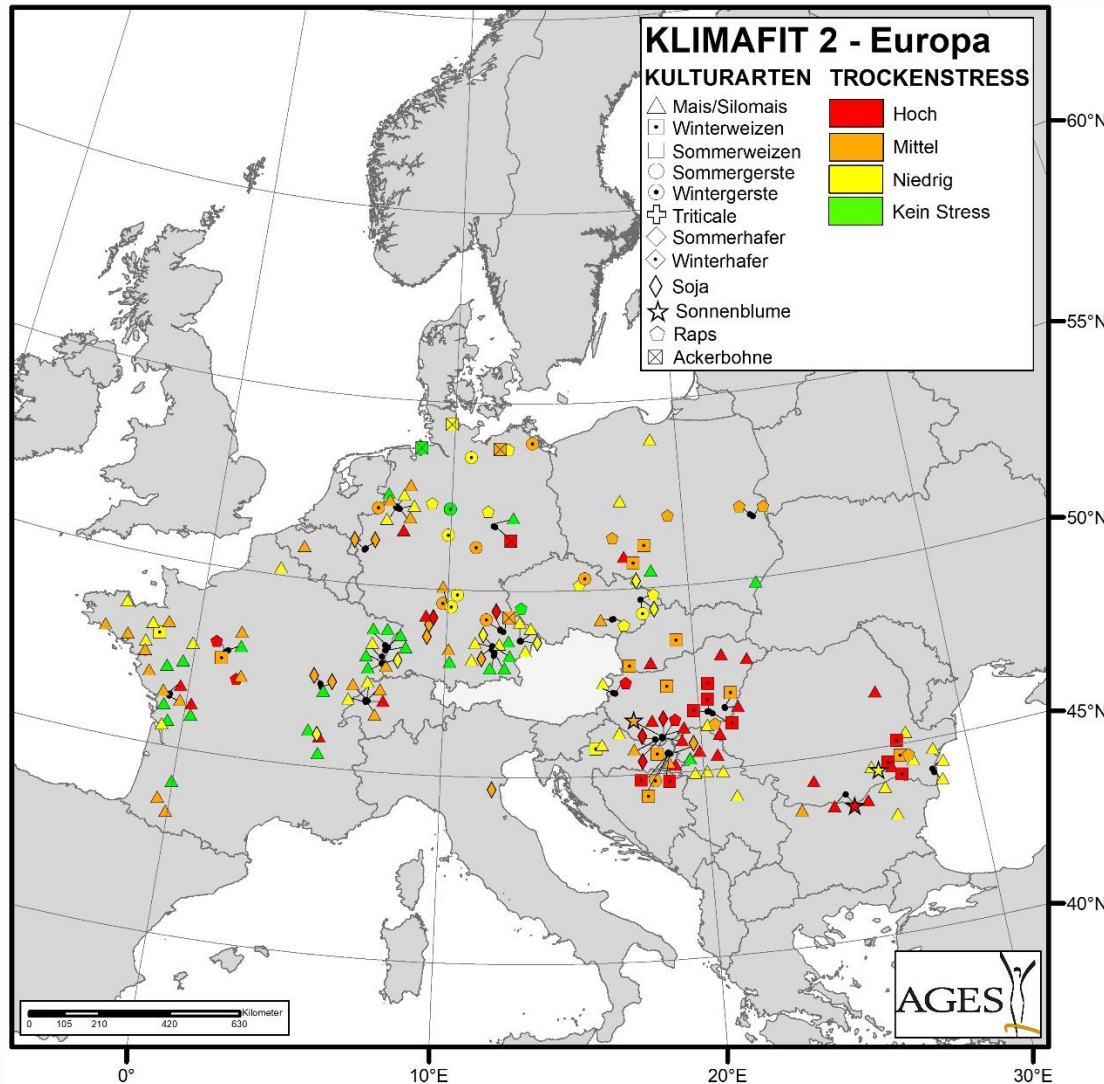 KLIMAFIT 2 - Europa
KULTURARTEN
Mais/Silomais
Winterweizen
Sommerweizen
Sommergerste
Wintergerste
Triticale
Sommerhafer
Winterhafer
Soja
Sonnenblume
Raps
Ackerbohne
TROCKENSTRESS
Hoch
Mittel
Niedrig
Kein Stress
60°N
55°N
50°N
45°N
40°N
AGES
Kilometer
0 105 210 420 630
0° 10°E 20°E 30°E